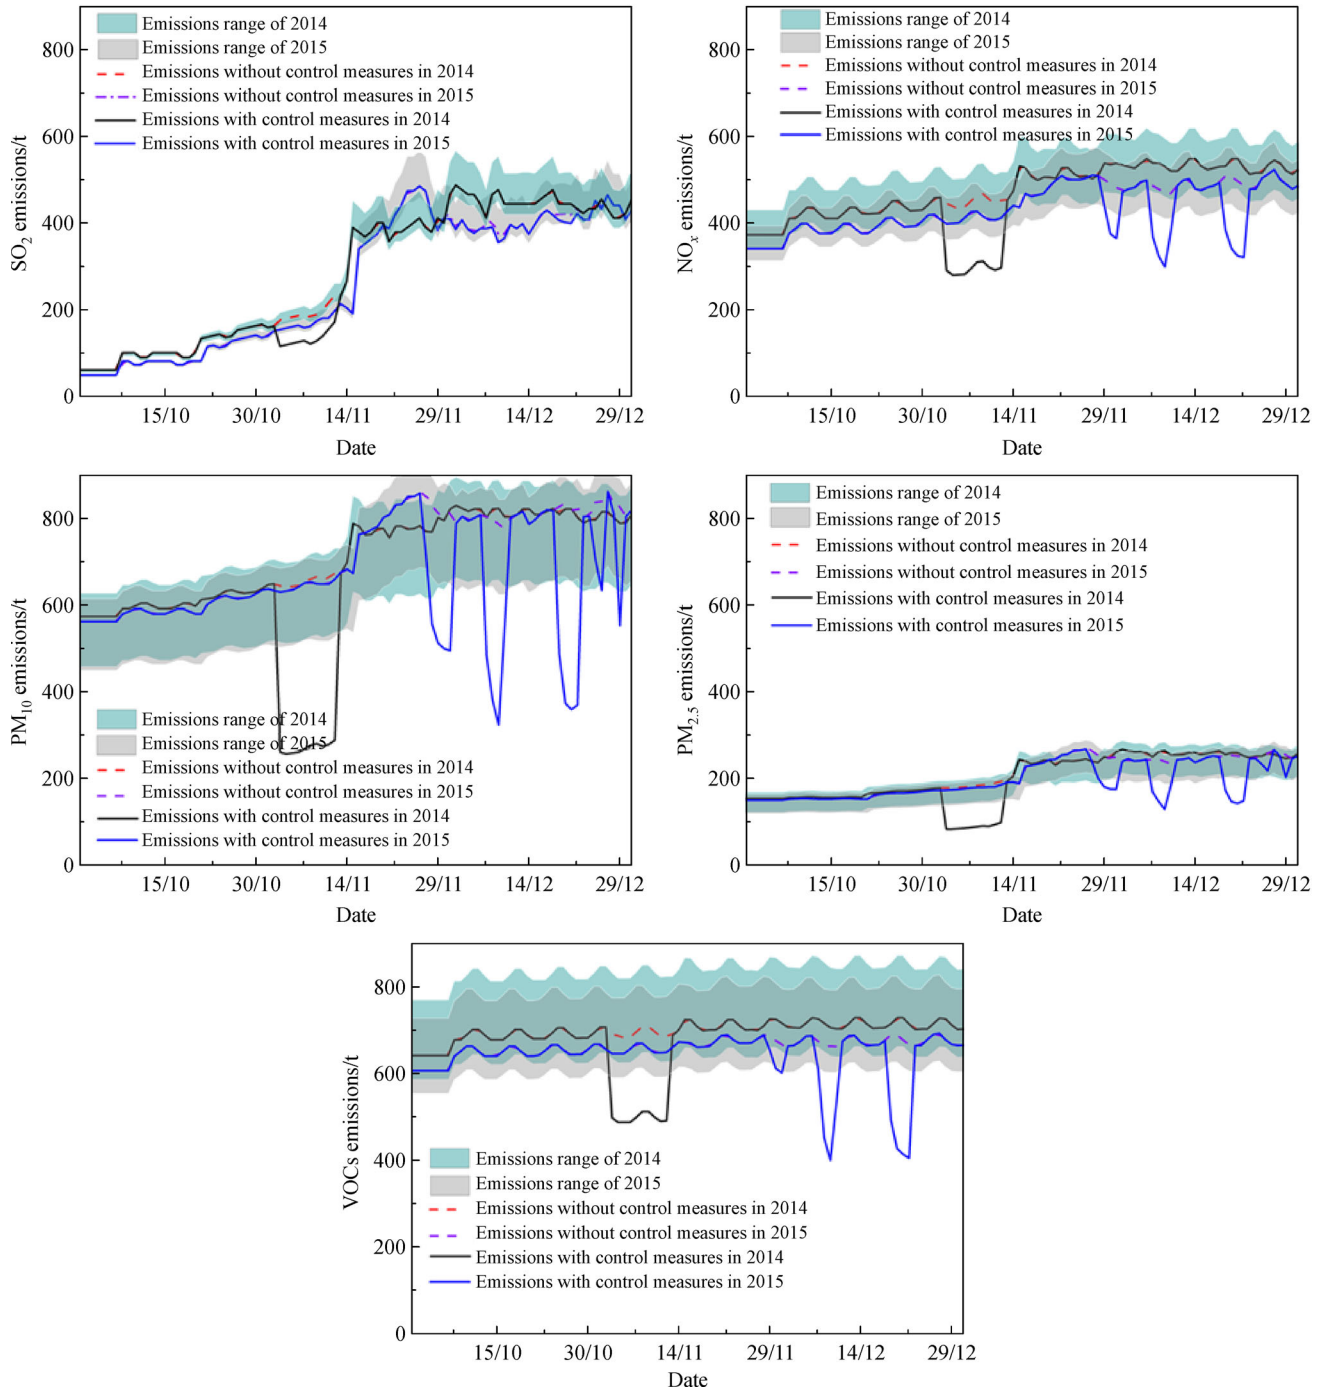 Emissions range of 2014
Emissions range of 2015
Emissions without control measures in 2014
Emissions without control measures in 2015
Emissions with control measures in 2014
Emissions with control measures in 2015
800
600
400
200
0
SO2 emissions/t
15/10 30/10 14/11 29/11 14/12 29/12
Date
Emissions range of 2014
Emissions range of 2015
Emissions without control measures in 2014
Emissions without control measures in 2015
Emissions with control measures in 2014
Emissions with control measures in 2015
800
600
400
200
0
NOx emissions/t
15/10 30/10 14/11 29/11 14/12 29/12
Date
800
600
400
200
0
PM10 emissions/t
Emissions range of 2014
Emissions range of 2015
Emissions without control measures in 2014
Emissions without control measures in 2015
Emissions with control measures in 2014
Emissions with control measures in 2015
15/10 30/10 14/11 29/11 14/12 29/12
Date
Emissions range of 2014
Emissions range of 2015
Emissions without control measures in 2014
Emissions without control measures in 2015
Emissions with control measures in 2014
Emissions with control measures in 2015
800
600
400
200
0
PM2.5 emissions/t
15/10 30/10 14/11 29/11 14/12 29/12
Date
800
600
400
200
0
VOCs emissions/t
Emissions range of 2014
Emissions range of 2015
Emissions without control measures in 2014
Emissions without control measures in 2015
Emissions with control measures in 2014
Emissions with control measures in 2015
15/10 30/10 14/11 29/11 14/12 29/12
Date